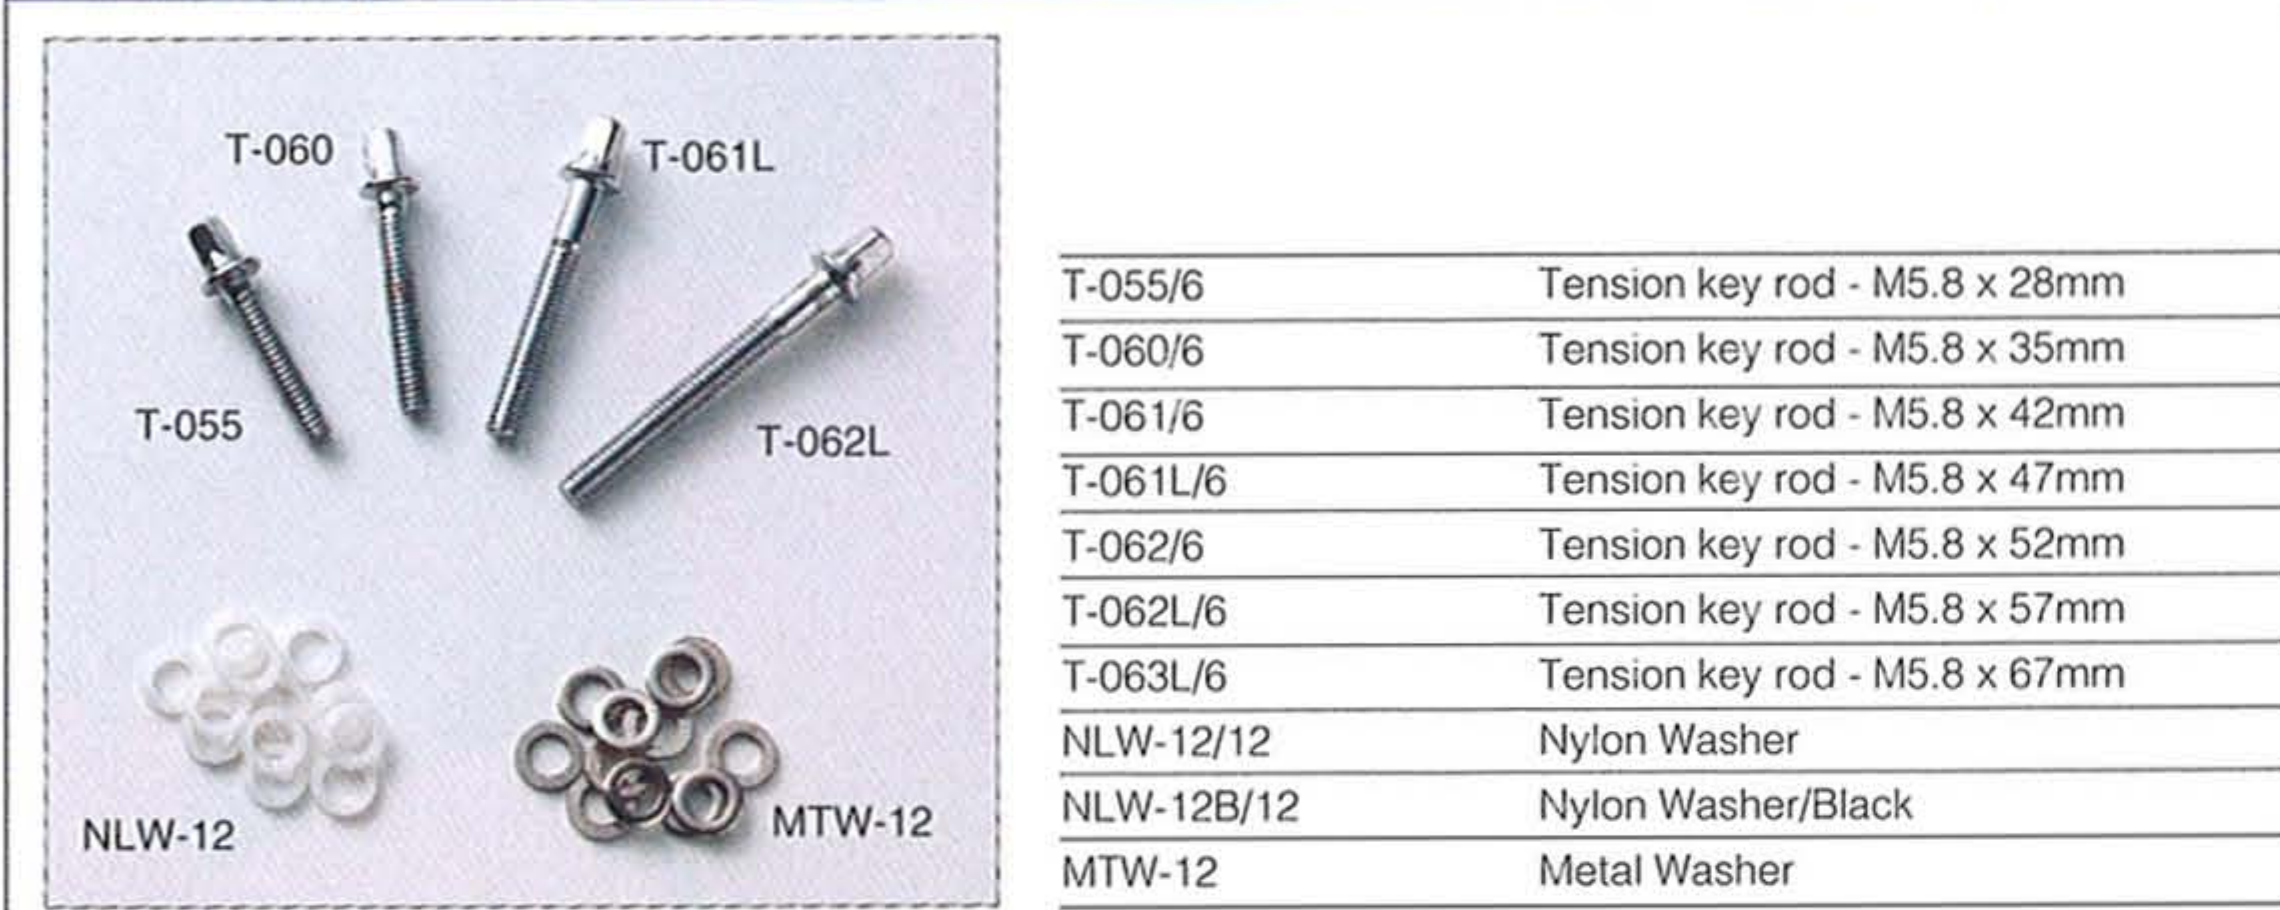 T-060
T-061L
T-055
T-062L
NLW-12
MTW-12
T-055/6 Tension key rod - M5.8 x 28mm
T-060/6 Tension key rod - M5.8 x 35mm
T-061/6 Tension key rod - M5.8 x 42mm
T-061L/6 Tension key rod - M5.8 x 47mm
T-062/6 Tension key rod - M5.8 x 52mm
T-062L/6 Tension key rod - M5.8 x 57mm
T-063L/6 Tension key rod - M5.8 x 67mm
NLW-12/12 Nylon Washer
NLW-12B/12 Nylon Washer/Black
MTW-12 Metal Washer